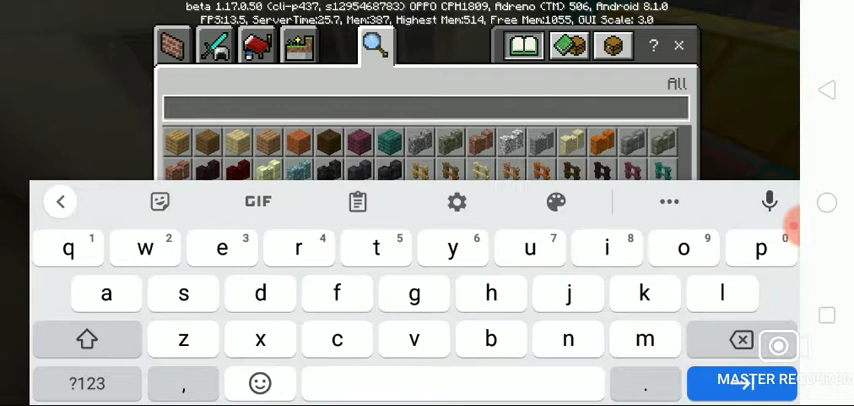 beta 1.17.0.50 (cli-p437, s1295468783) OPPO CPH1809, Adreno (TM) 506, Android 8.1.0
FPS:13.5, ServerTime:25.7, Mem:387, Highest Mem:514, Free Mem:1055, GUI Scale: 3.0
? ×
All
GIF
q 1 w 2 e 3 r 4 t 5 y 6 u 7 i 8 o 9 p 0
a s d f g h j k l
z x c v b n m
?123 , .
MASTER RECORDER